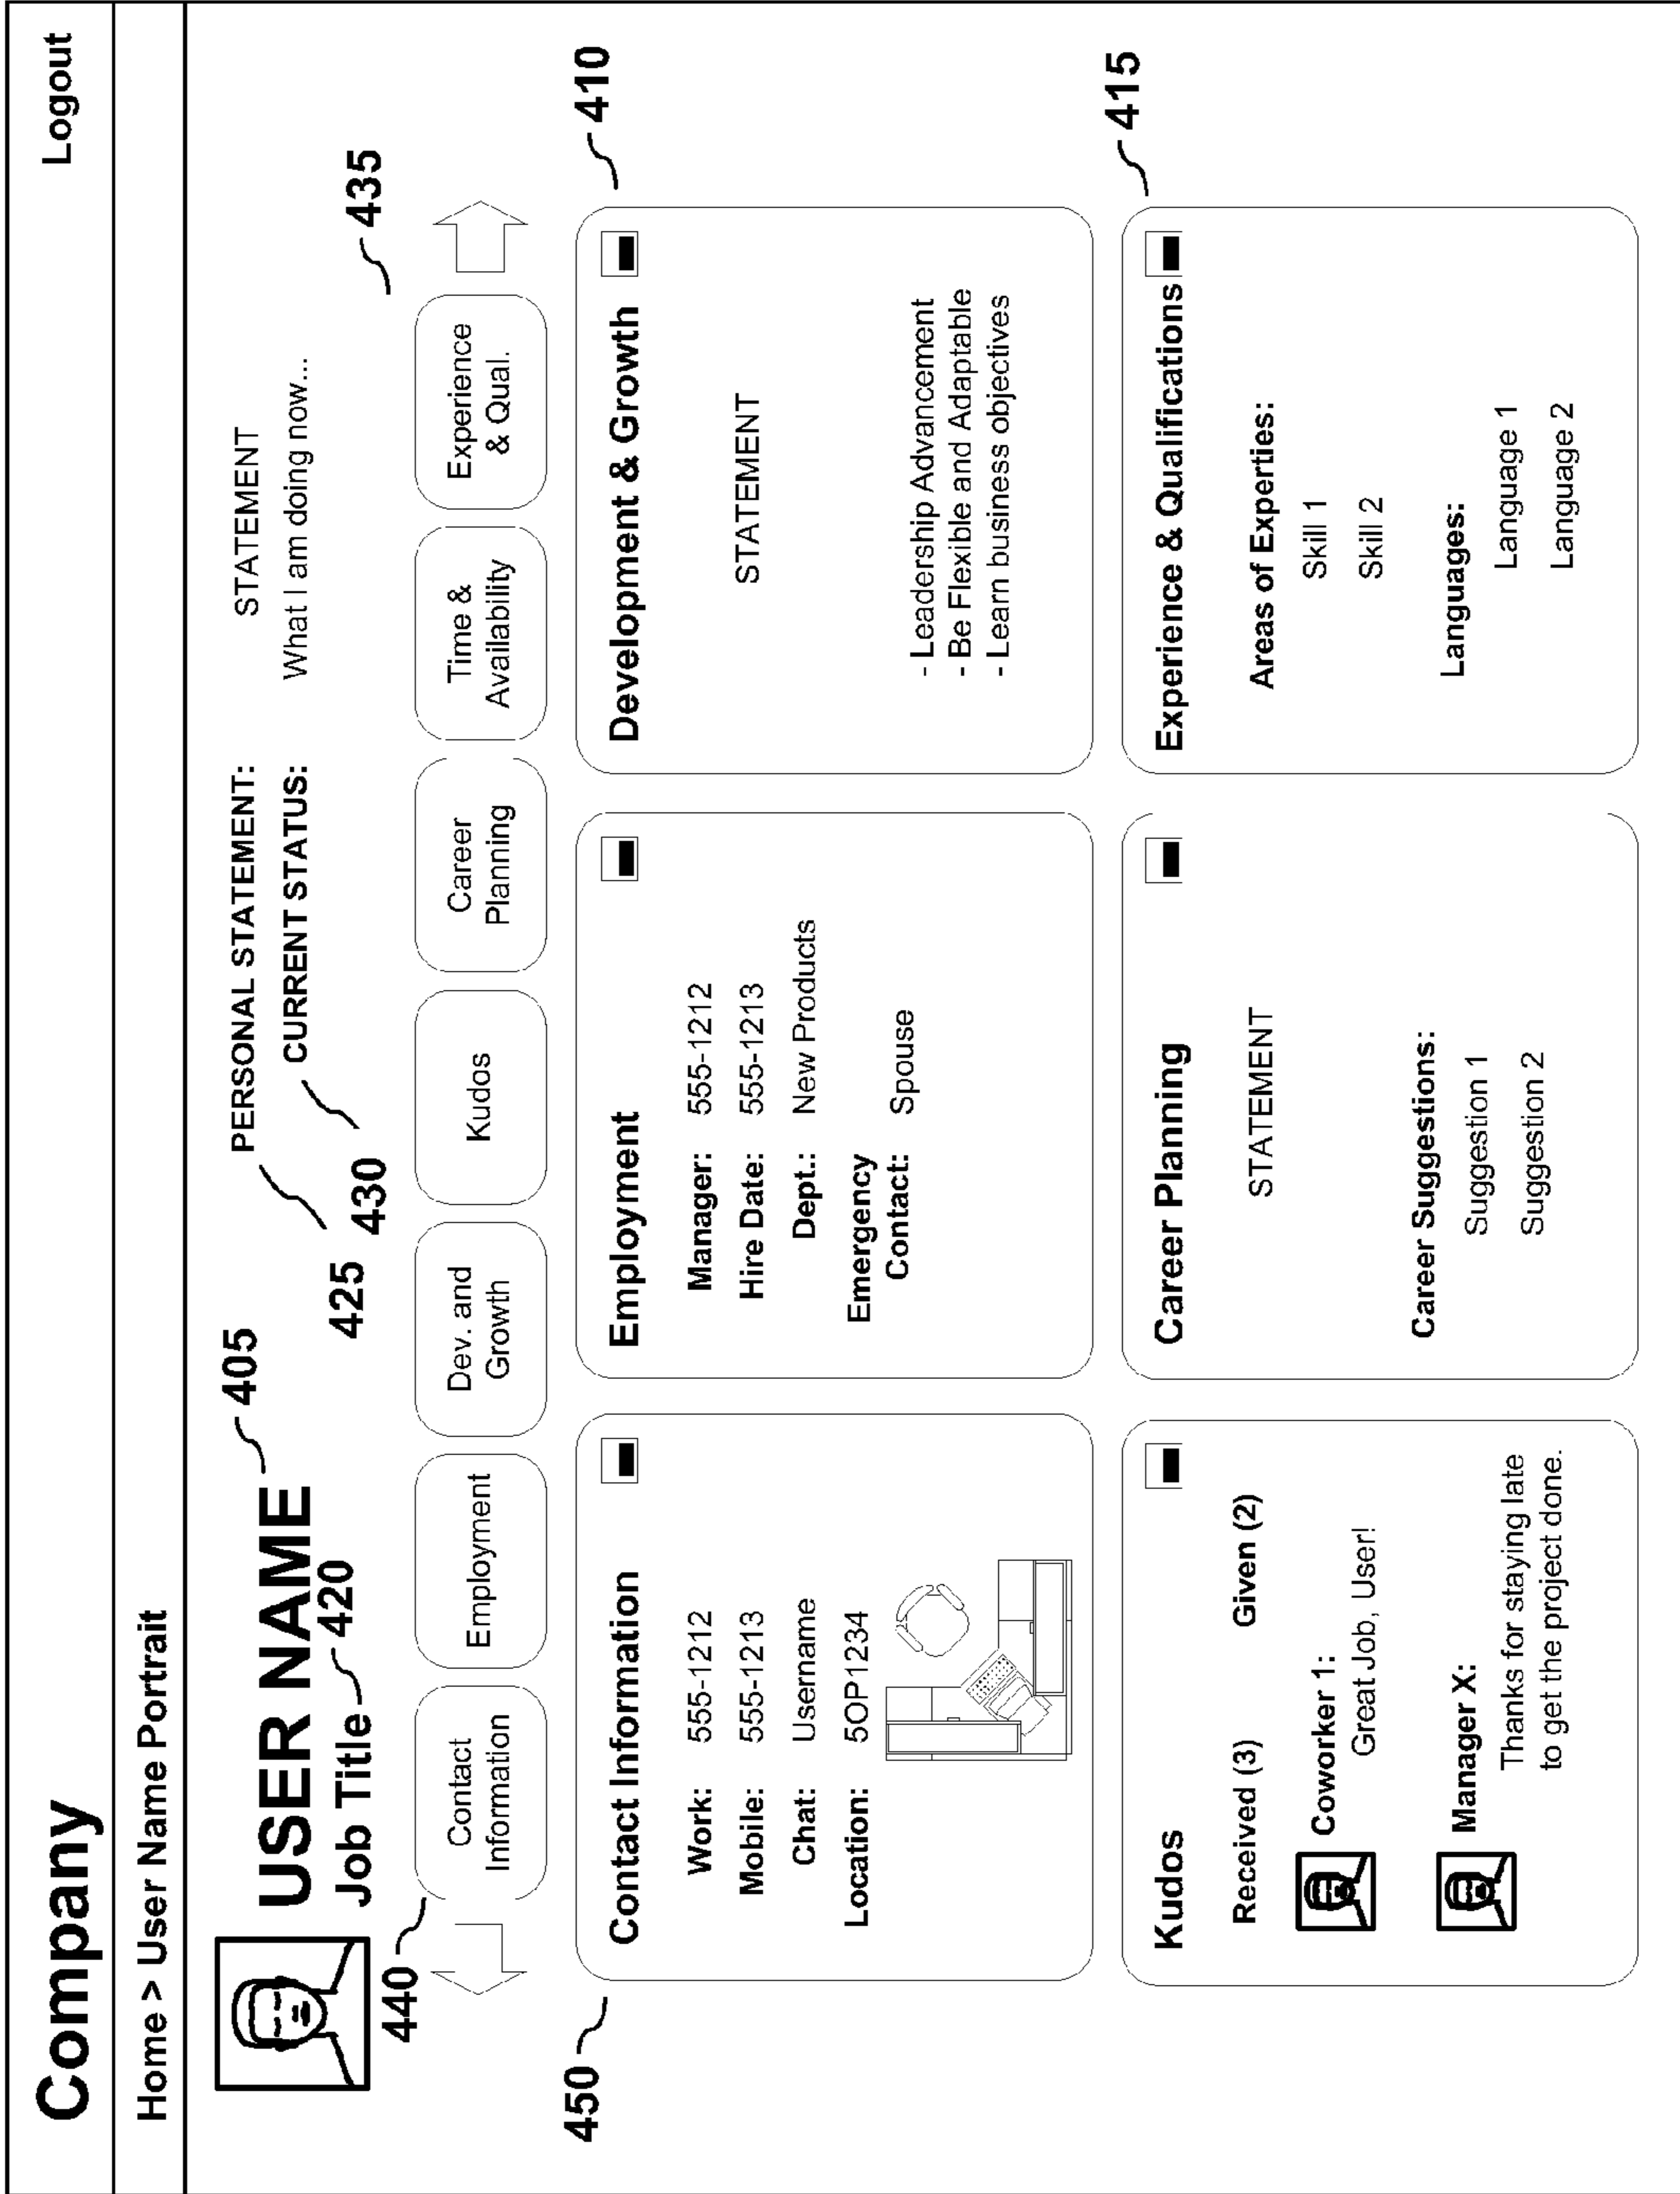 Company
Logout
Home > User Name Portrait
USER NAME
405
Job Title
420
PERSONAL STATEMENT:
STATEMENT
425
CURRENT STATUS:
What I am doing now...
430
435
440
Contact
Information
Employment
Dev. and
Growth
Kudos
Career
Planning
Time &
Availability
Experience
& Qual.
450
Contact Information
Work: 555-1212
Mobile: 555-1213
Chat: Username
Location: 5OP1234
Employment
Manager: 555-1212
Hire Date: 555-1213
Dept.: New Products
Emergency
Contact: Spouse
Development & Growth
410
STATEMENT
- Leadership Advancement
- Be Flexible and Adaptable
- Learn business objectives
Kudos
Received (3) Given (2)
Coworker 1:
Great Job, User!
Manager X:
Thanks for staying late
to get the project done.
Career Planning
STATEMENT
Career Suggestions:
Suggestion 1
Suggestion 2
Experience & Qualifications
415
Areas of Experties:
Skill 1
Skill 2
Languages:
Language 1
Language 2